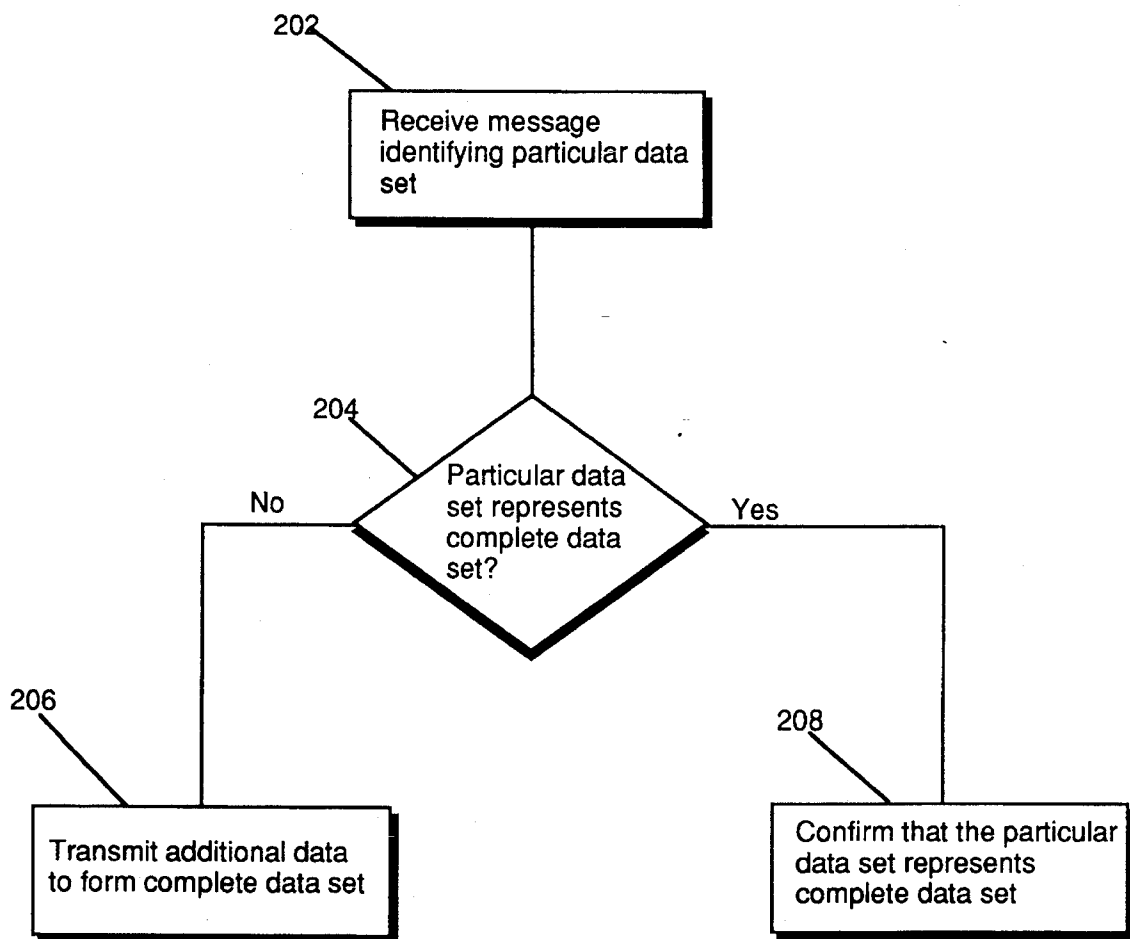 202
Receive message
identifying particular data
set
204
Particular data
set represents
complete data
set?
No
Yes
206
Transmit additional data
to form complete data set
208
Confirm that the particular
data set represents
complete data set